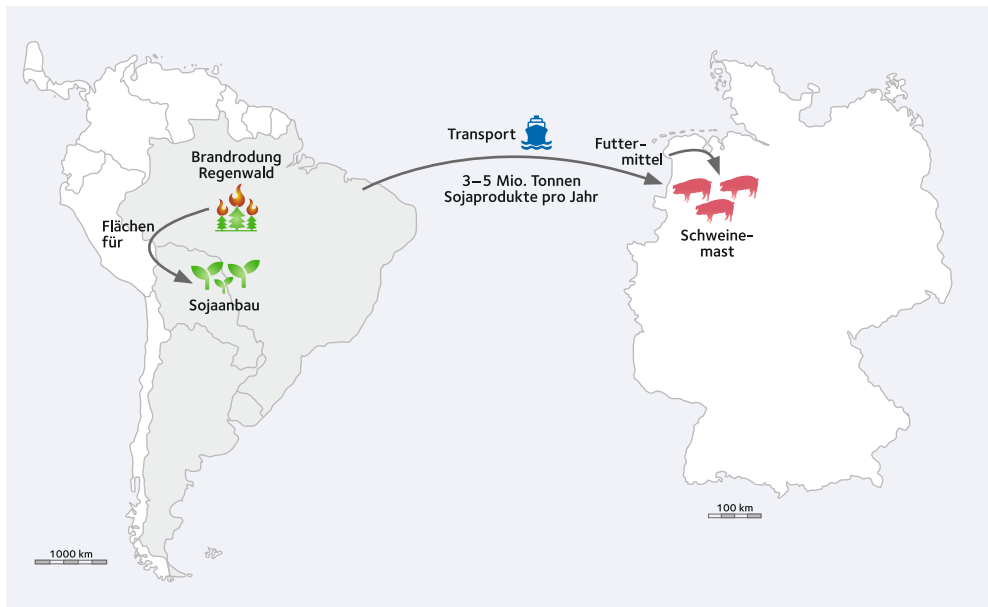 Brandrodung
Regenwald
Flächen
für
Sojaanbau
Transport
3–5 Mio. Tonnen
Sojaprodukte pro Jahr
Futter-
mittel
Schweine-
mast
1000 km
100 km